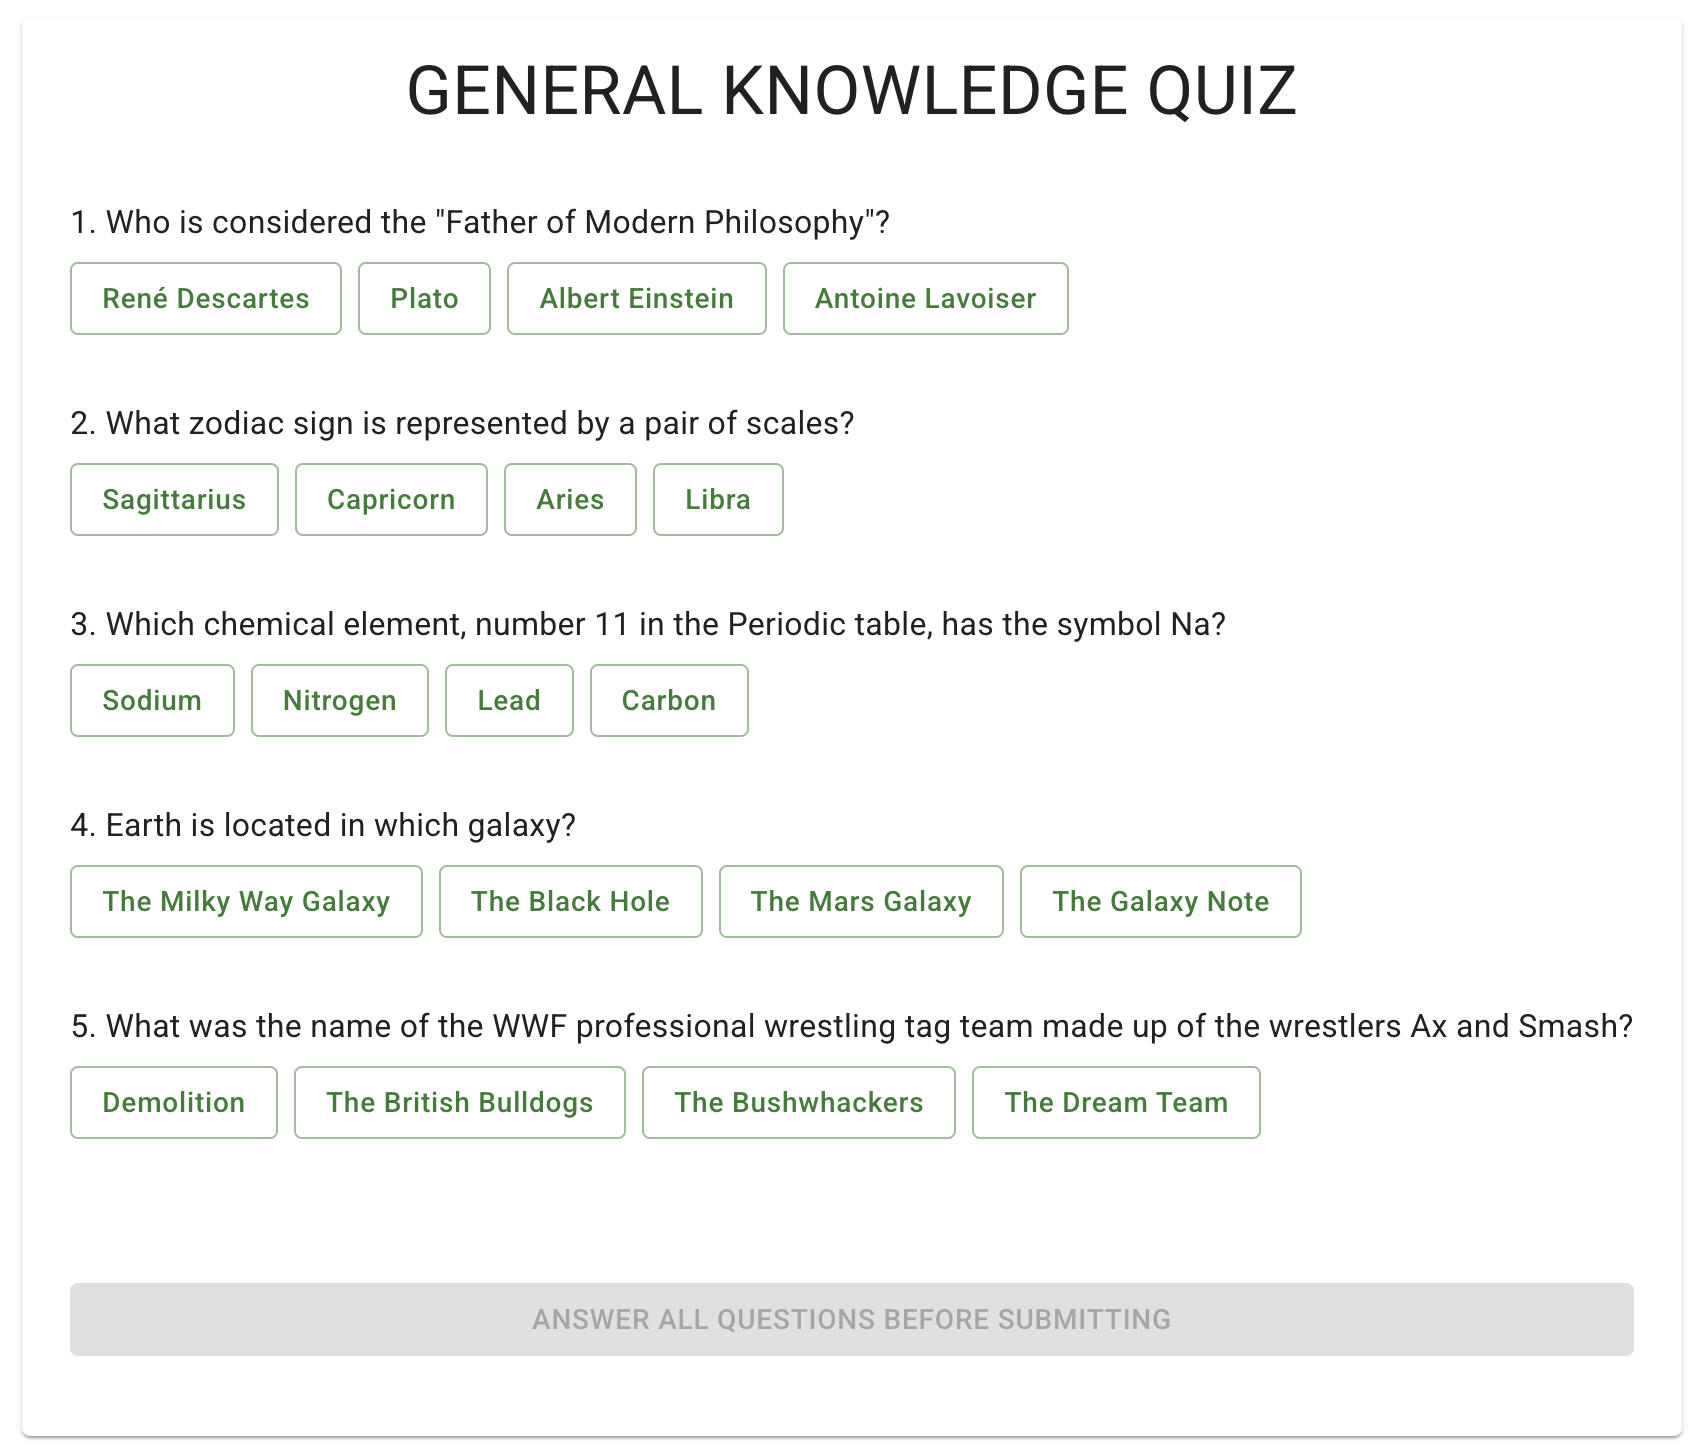 GENERAL KNOWLEDGE QUIZ
1. Who is considered the "Father of Modern Philosophy"?
René Descartes Plato Albert Einstein Antoine Lavoiser
2. What zodiac sign is represented by a pair of scales?
Sagittarius Capricorn Aries Libra
3. Which chemical element, number 11 in the Periodic table, has the symbol Na?
Sodium Nitrogen Lead Carbon
4. Earth is located in which galaxy?
The Milky Way Galaxy The Black Hole The Mars Galaxy The Galaxy Note
5. What was the name of the WWF professional wrestling tag team made up of the wrestlers Ax and Smash?
Demolition The British Bulldogs The Bushwhackers The Dream Team
ANSWER ALL QUESTIONS BEFORE SUBMITTING